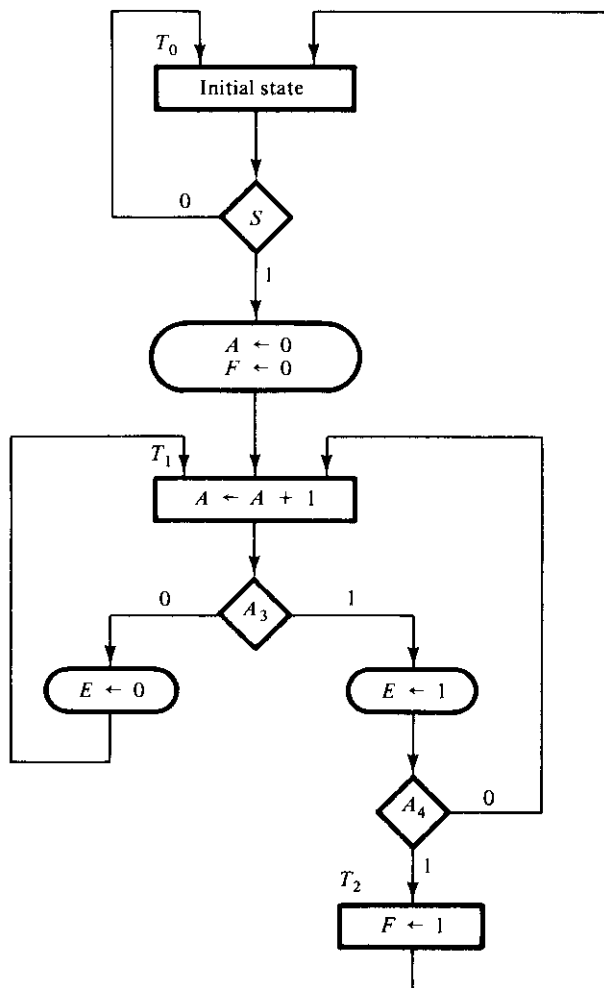 T₀
Initial state
0
S
1
A ← 0
F ← 0
T₁
A ← A + 1
0
A₃
1
E ← 0
E ← 1
A₄
0
1
T₂
F ← 1